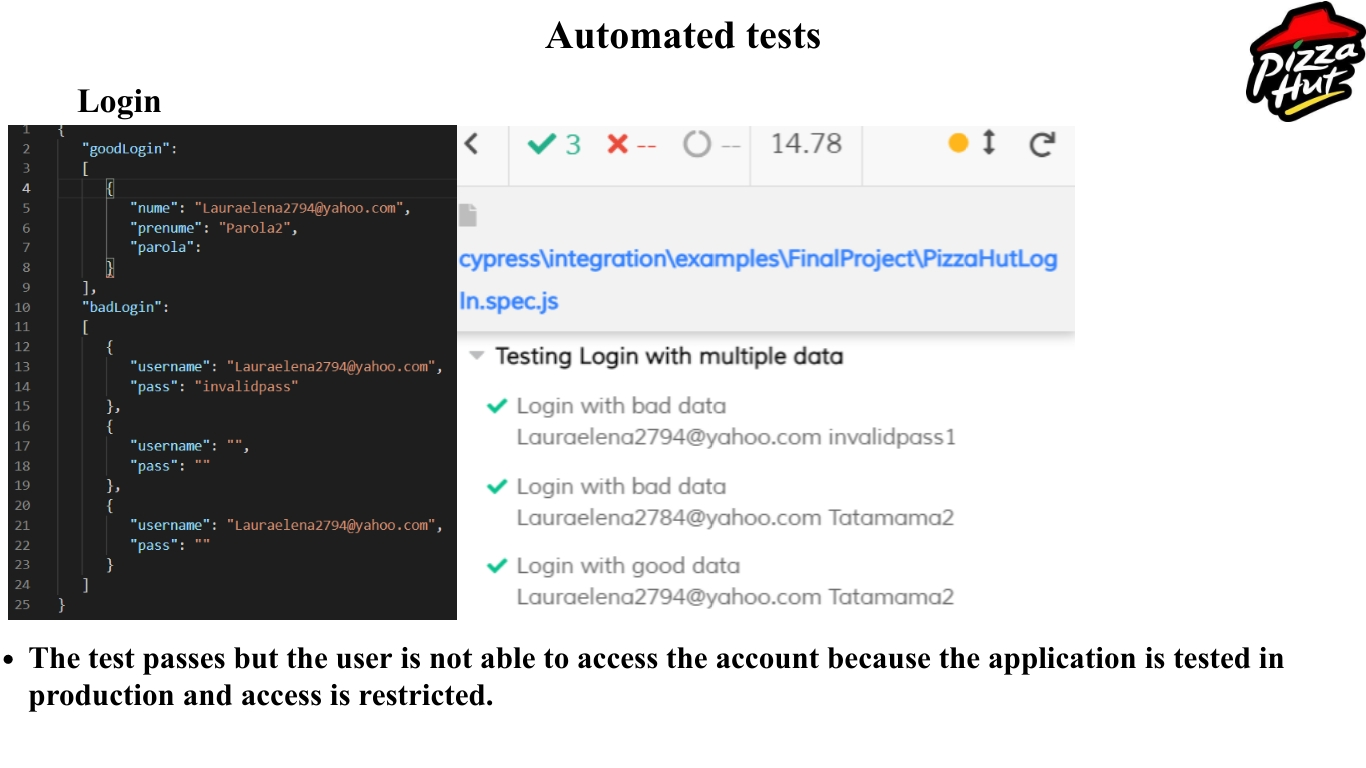 Automated tests
Pizza Hut
Login
1 {
2 "goodLogin":
3 [
4 {
5 "nume": "Lauraelena2794@yahoo.com",
6 "prenume": "Parola2",
7 "parola":
8 }
9 ],
10 "badLogin":
11 [
12 {
13 "username": "Lauraelena2794@yahoo.com",
14 "pass": "invalidpass"
15 },
16 {
17 "username": "",
18 "pass": ""
19 },
20 {
21 "username": "Lauraelena2794@yahoo.com",
22 "pass": ""
23 }
24 ]
25 }
3 -- -- 14.78
cypress\integration\examples\FinalProject\PizzaHutLog
In.spec.js
Testing Login with multiple data
Login with bad data
Lauraelena2794@yahoo.com invalidpass1
Login with bad data
Lauraelena2784@yahoo.com Tatamama2
Login with good data
Lauraelena2794@yahoo.com Tatamama2
• The test passes but the user is not able to access the account because the application is tested in
production and access is restricted.